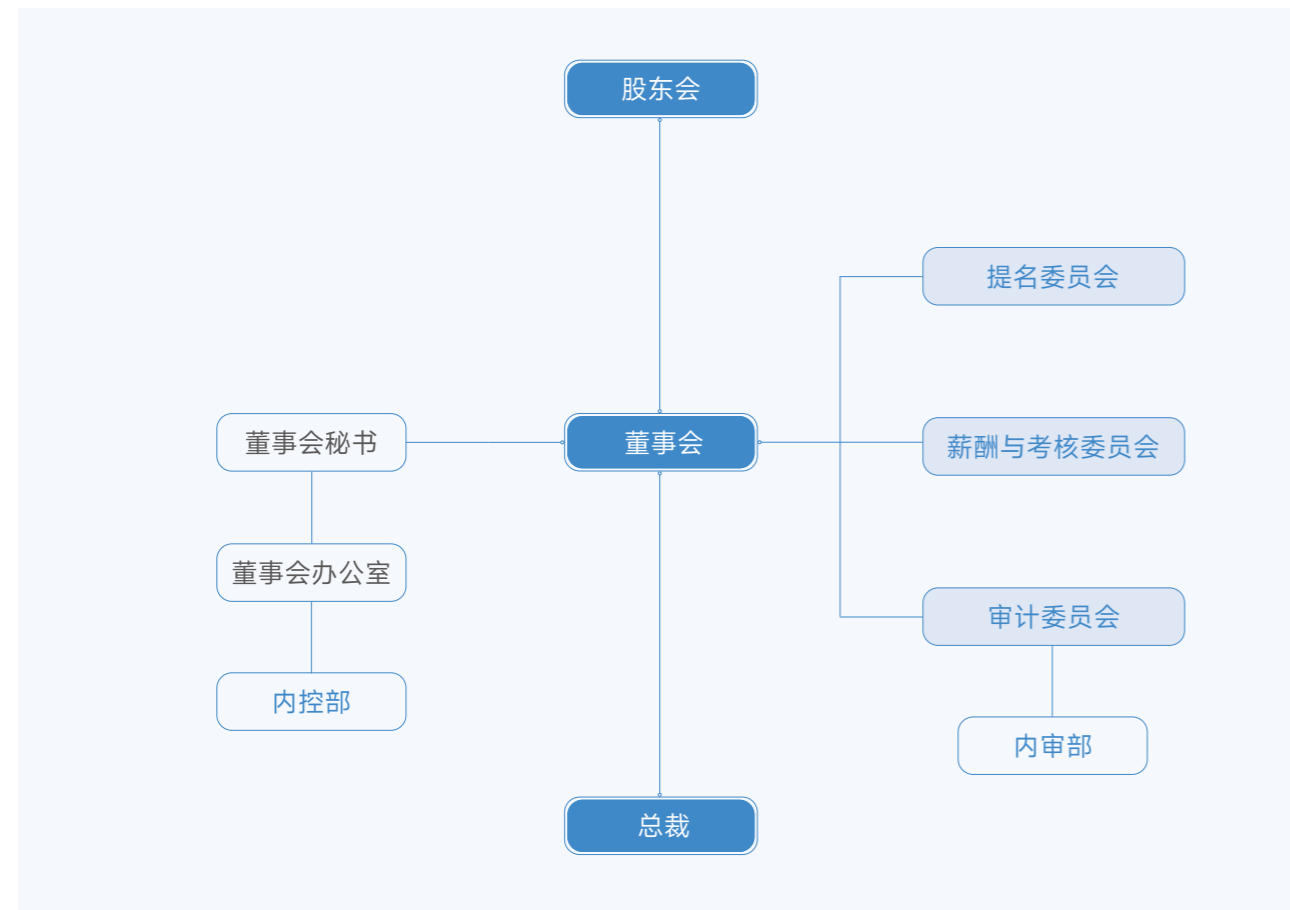 股东会
提名委员会
董事会秘书
董事会
薪酬与考核委员会
董事会办公室
审计委员会
内控部
内审部
总裁